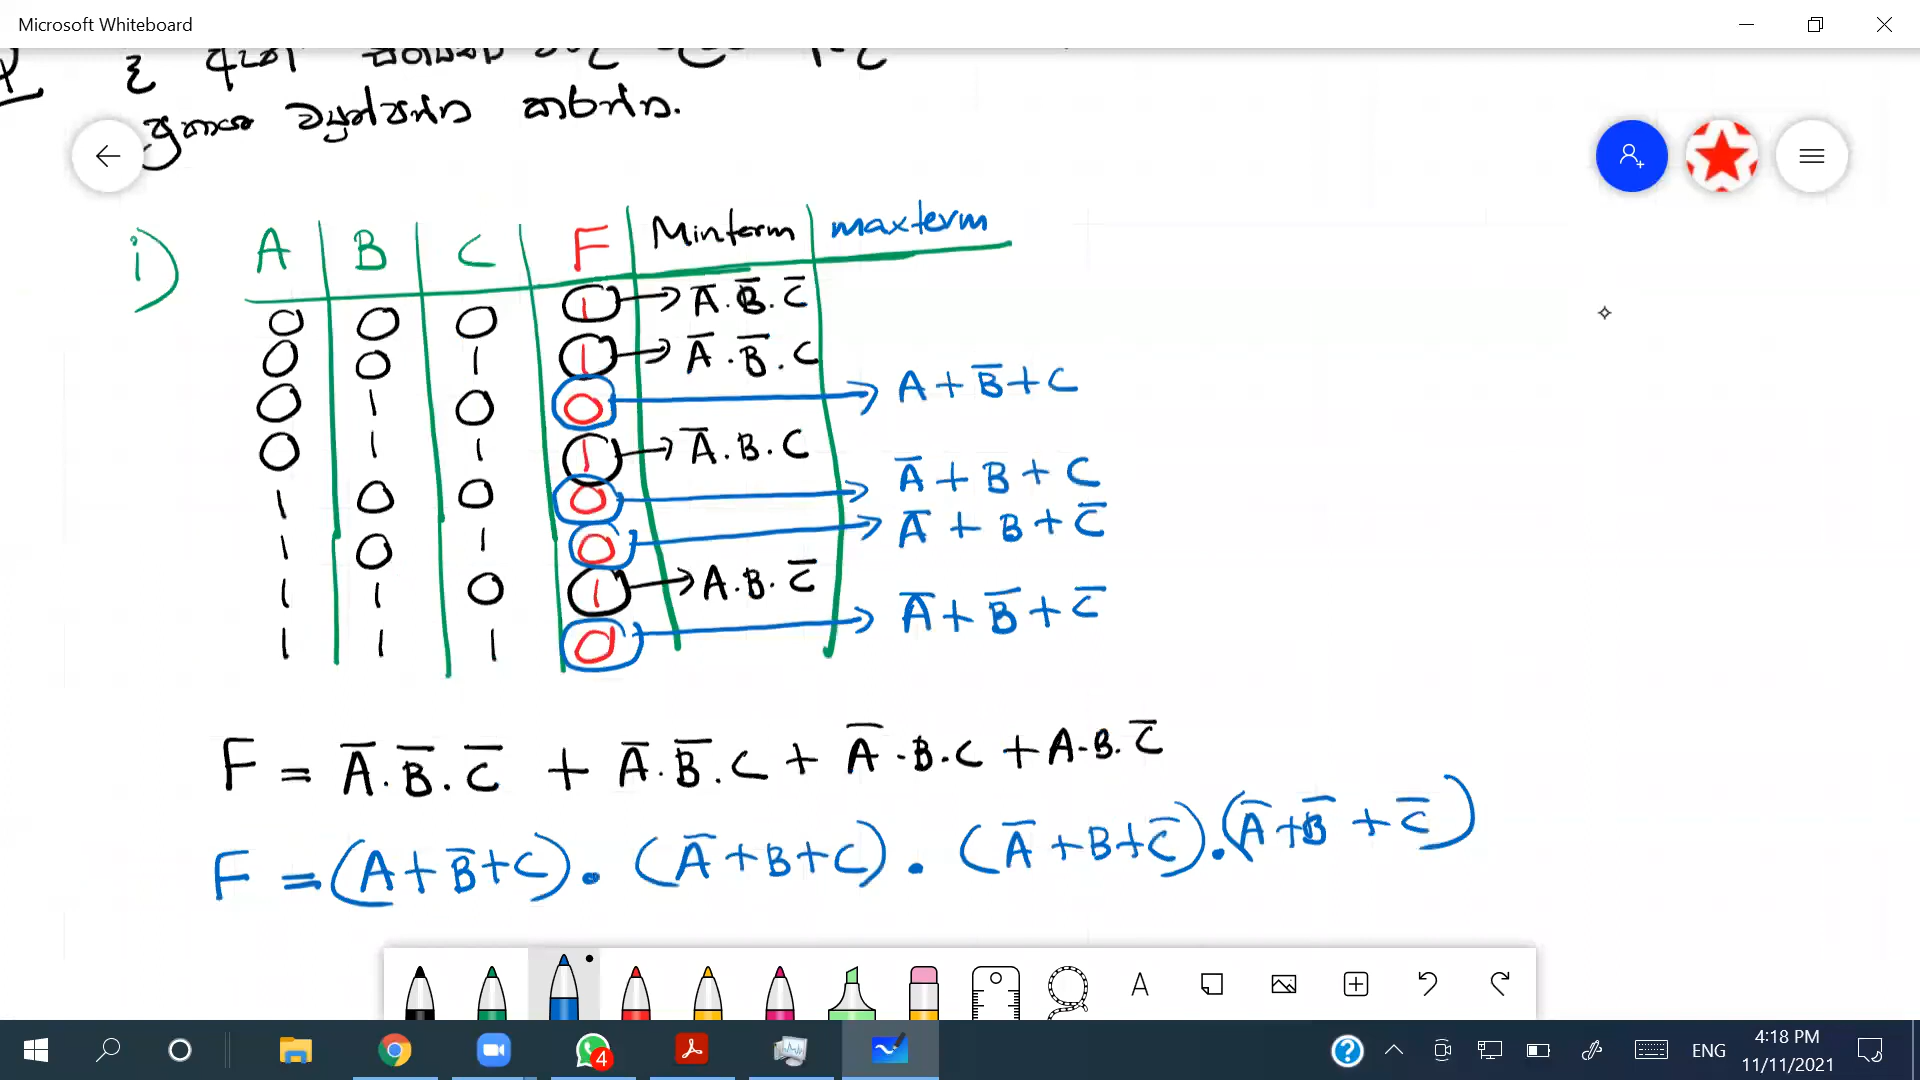 Microsoft Whiteboard
i) A B C F Minterm maxterm
0 0 0 1 → A̅.B̅.C̅
0 0 1 1 → A̅.B̅.C
0 1 0 0 → A+B̅+C
0 1 1 1 → A̅.B.C
1 0 0 0 → A̅+B+C
1 0 1 0 → A̅+B+C̅
1 1 0 1 → A.B.C̅
1 1 1 0 → A̅+B̅+C̅
F = A̅.B̅.C̅ + A̅.B̅.C + A̅.B.C + A.B.C̅
F = (A+B̅+C).(A̅+B+C).(A̅+B+C̅).(A̅+B̅+C̅)
A
4
ENG
4:18 PM
11/11/2021